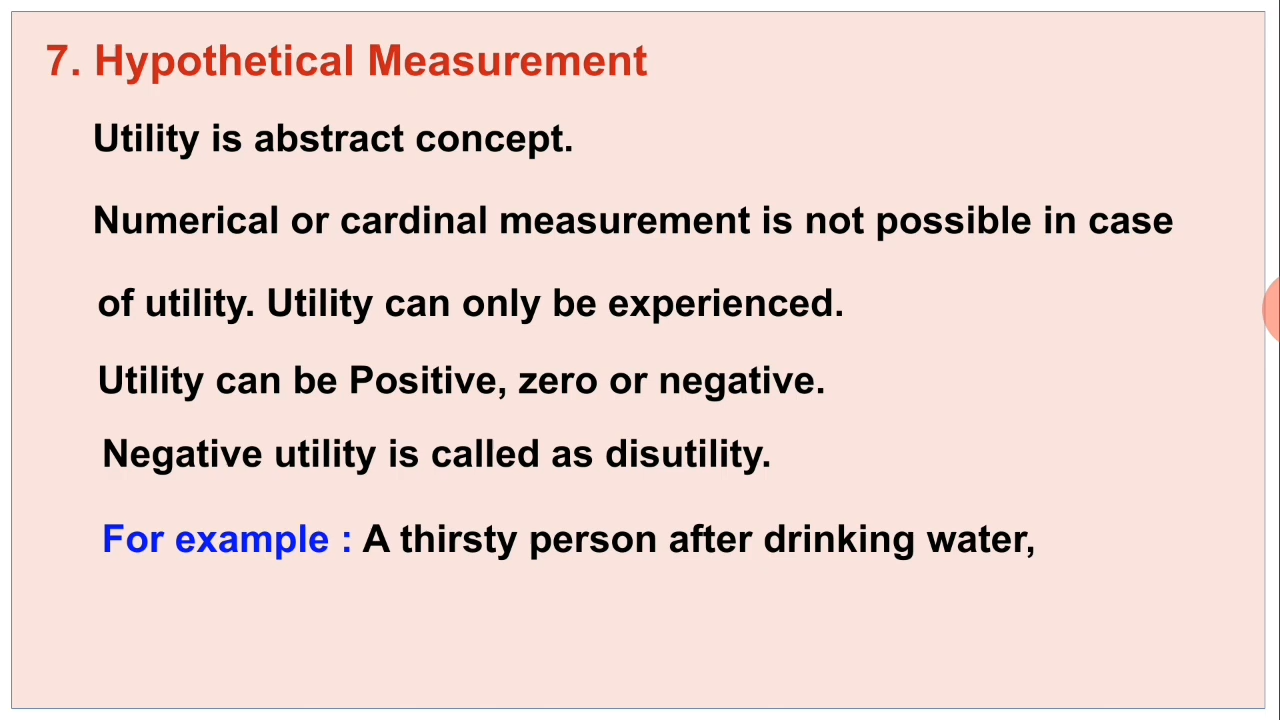 7. Hypothetical Measurement
Utility is abstract concept.
Numerical or cardinal measurement is not possible in case
of utility. Utility can only be experienced.
Utility can be Positive, zero or negative.
Negative utility is called as disutility.
For example : A thirsty person after drinking water,